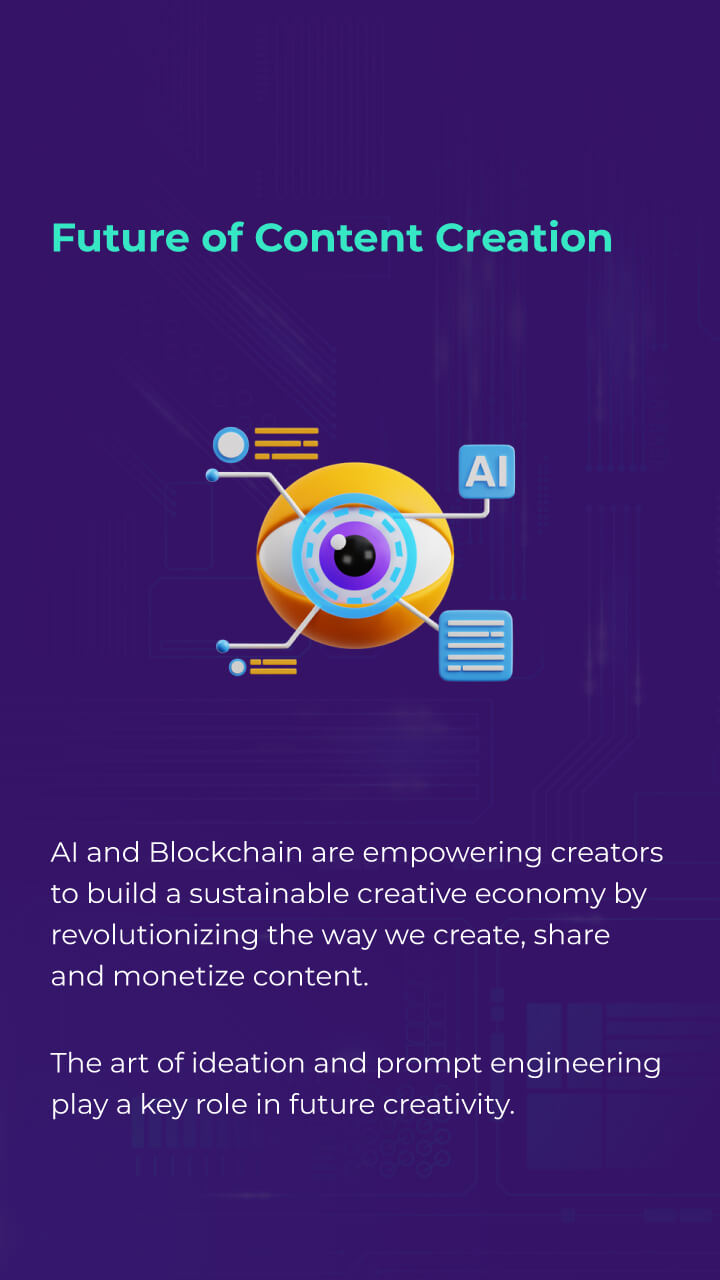 Future of Content Creation
AI
AI and Blockchain are empowering creators
to build a sustainable creative economy by
revolutionizing the way we create, share
and monetize content.
The art of ideation and prompt engineering
play a key role in future creativity.